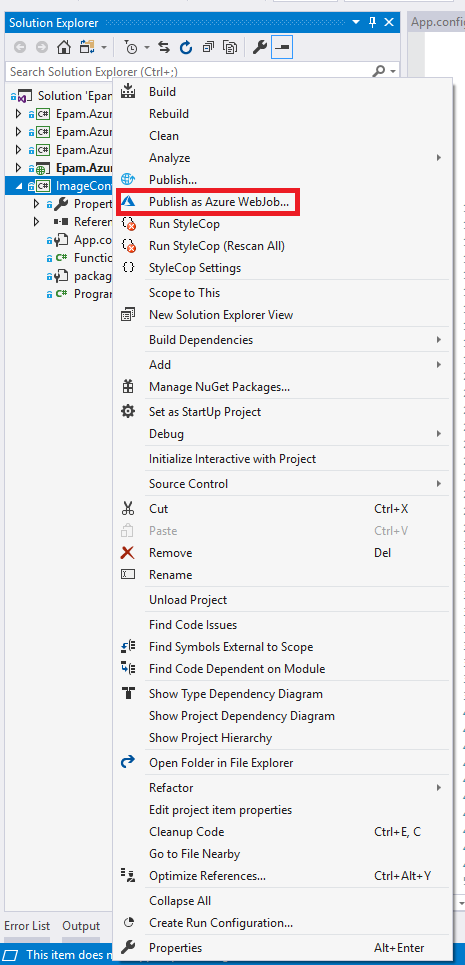 Solution Explorer
App.config
Search Solution Explorer (Ctrl+;)
Solution 'Epam
Epam.Azur
Epam.Azur
Epam.Azur
Epam.Azur
ImageCon
Propert
Referen
App.co
Functio
packag
Progran
Build
Rebuild
Clean
Analyze
Publish...
Publish as Azure WebJob...
Run StyleCop
Run StyleCop (Rescan All)
StyleCop Settings
Scope to This
New Solution Explorer View
Build Dependencies
Add
Manage NuGet Packages...
Set as StartUp Project
Debug
Initialize Interactive with Project
Source Control
Cut Ctrl+X
Paste Ctrl+V
Remove Del
Rename
Unload Project
Find Code Issues
Find Symbols External to Scope
Find Code Dependent on Module
Show Type Dependency Diagram
Show Project Dependency Diagram
Show Project Hierarchy
Open Folder in File Explorer
Refactor
Edit project item properties
Cleanup Code Ctrl+E, C
Go to File Nearby
Optimize References... Ctrl+Alt+Y
Collapse All
Create Run Configuration...
Properties Alt+Enter
Error List Output
This item does n